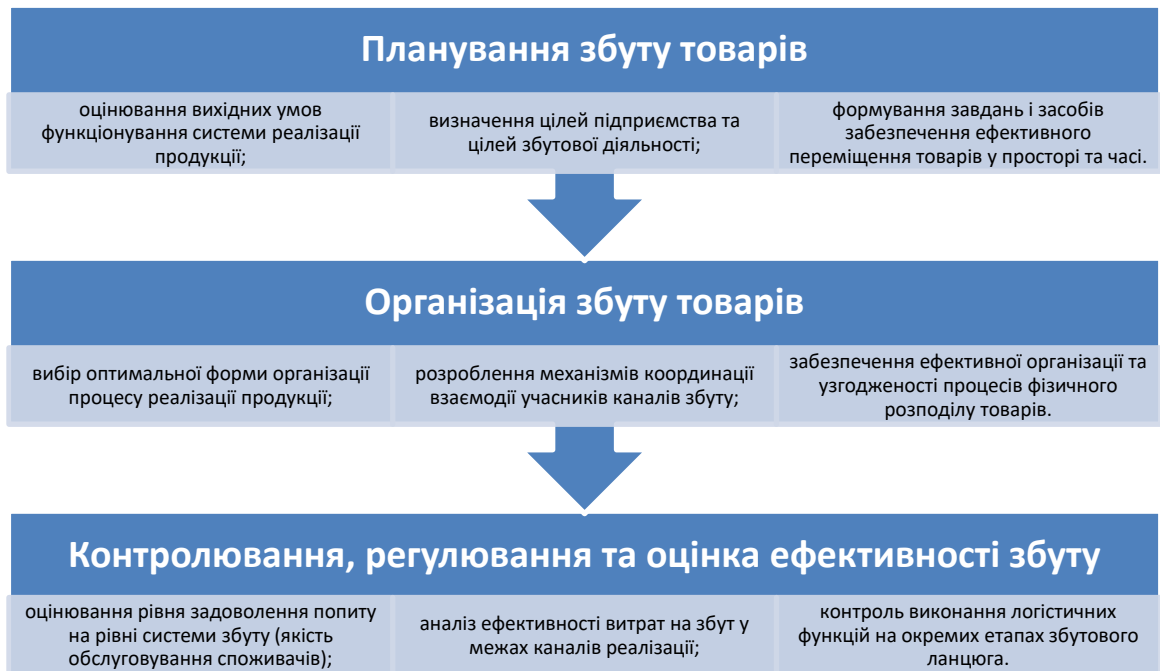 Планування збуту товарів
оцінювання вихідних умов
функціонування системи реалізації
продукції;
визначення цілей підприємства та
цілей збутової діяльності;
формування завдань і засобів
забезпечення ефективного
переміщення товарів у просторі та часі.
Організація збуту товарів
вибір оптимальної форми організації
процесу реалізації продукції;
розроблення механізмів координації
взаємодії учасників каналів збуту;
забезпечення ефективної організації та
узгодженості процесів фізичного
розподілу товарів.
Контролювання, регулювання та оцінка ефективності збуту
оцінювання рівня задоволення попиту
на рівні системи збуту (якість
обслуговування споживачів);
аналіз ефективності витрат на збут у
межах каналів реалізації;
контроль виконання логістичних
функцій на окремих етапах збутового
ланцюга.